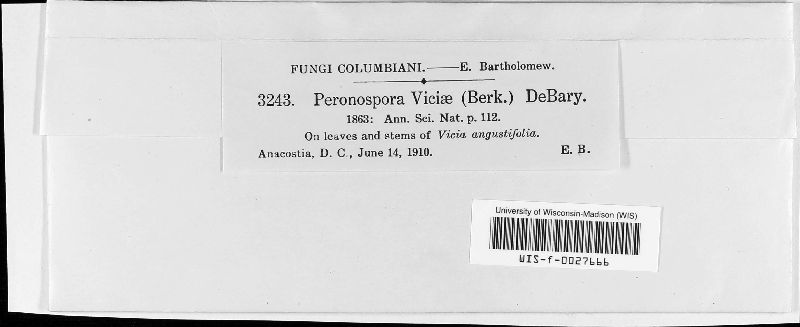 FUNGI COLUMBIANI.——E. Bartholomew.
3243. Peronospora Viciæ (Berk.) DeBary.
1863: Ann. Sci. Nat. p. 112.
On leaves and stems of Vicia angustifolia.
Anacostia, D. C., June 14, 1910. E. B.
University of Wisconsin-Madison (WIS)
WIS-f-0027666